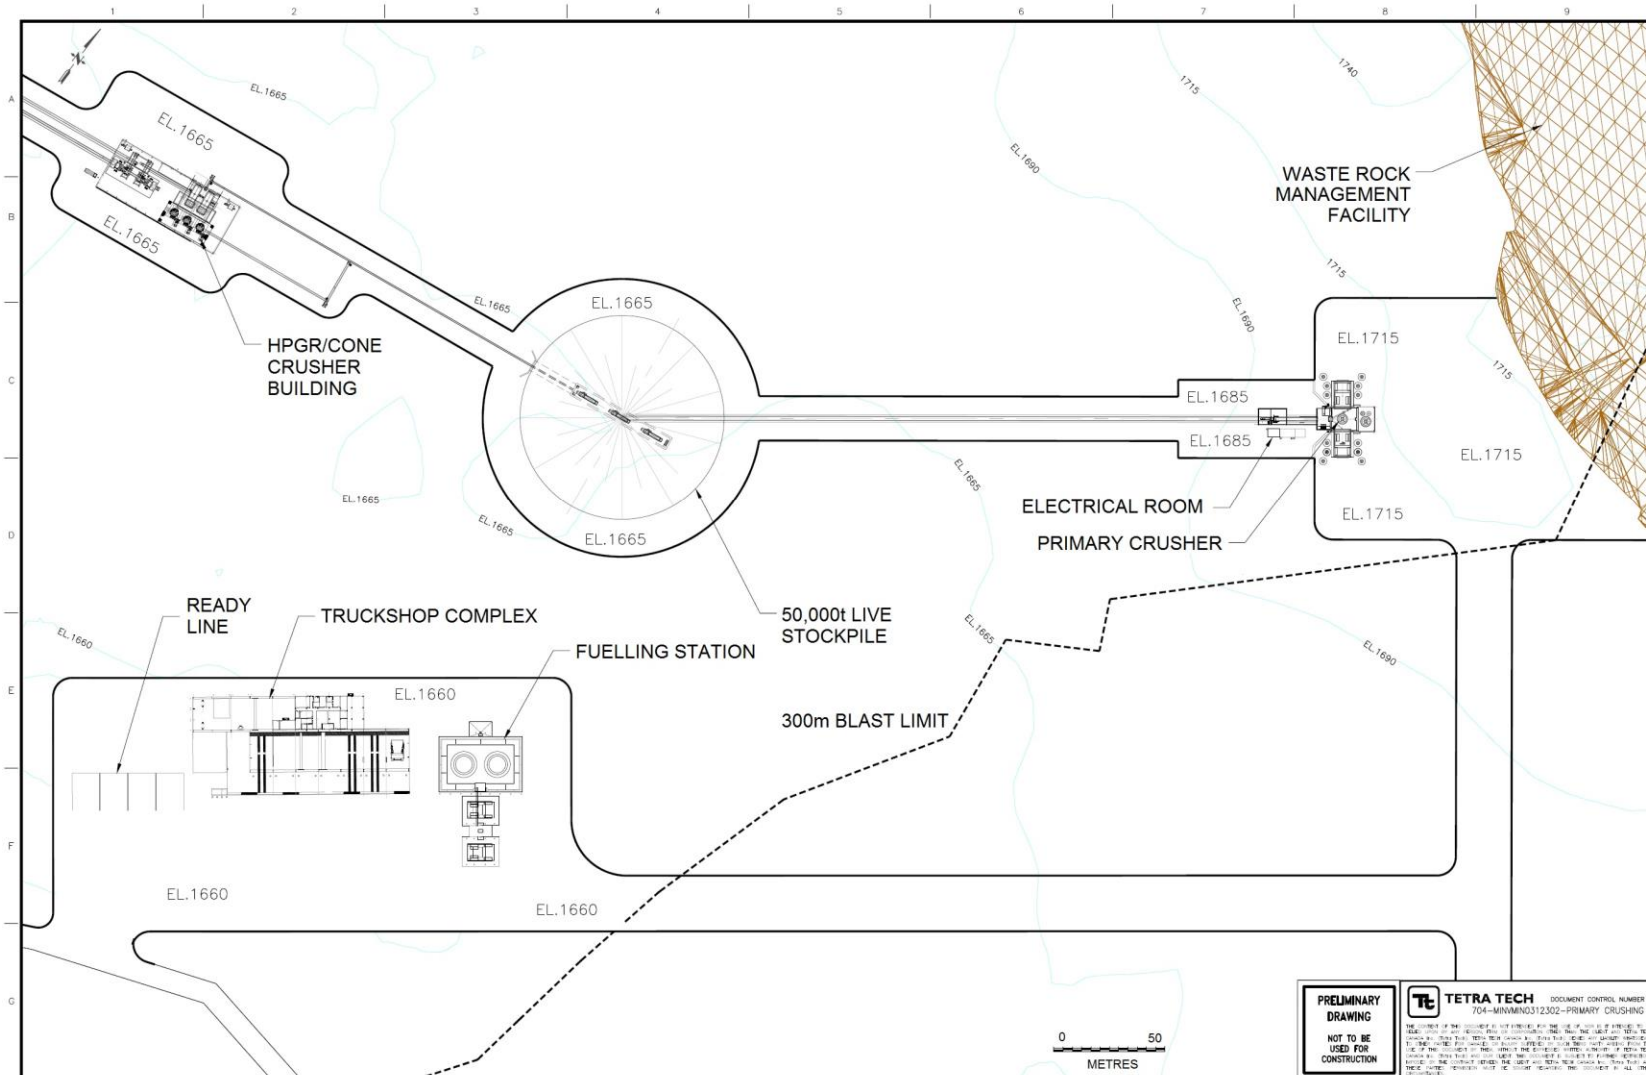 1 2 3 4 5 6 7 8 9
A
B
C
D
E
F
G
N
EL.1665
EL.1665
EL.1665
HPGR/CONE
CRUSHER
BUILDING
EL.1665
EL.1665
EL.1665
EL.1665
EL.1665
50,000t LIVE
STOCKPILE
1740
1715
EL.1690
1715
EL.1690
WASTE ROCK
MANAGEMENT
FACILITY
EL.1715
1715
EL.1685
EL.1685
EL.1715
EL.1715
EL.1665
ELECTRICAL ROOM
PRIMARY CRUSHER
EL.1665
EL.1690
READY
LINE
TRUCKSHOP COMPLEX
FUELLING STATION
EL.1660
EL.1660
300m BLAST LIMIT
EL.1660
EL.1660
0 50
METRES
PRELIMINARY
DRAWING
NOT TO BE
USED FOR
CONSTRUCTION
Tt TETRA TECH
DOCUMENT CONTROL NUMBER
704-MINVMIN0312302-PRIMARY CRUSHING